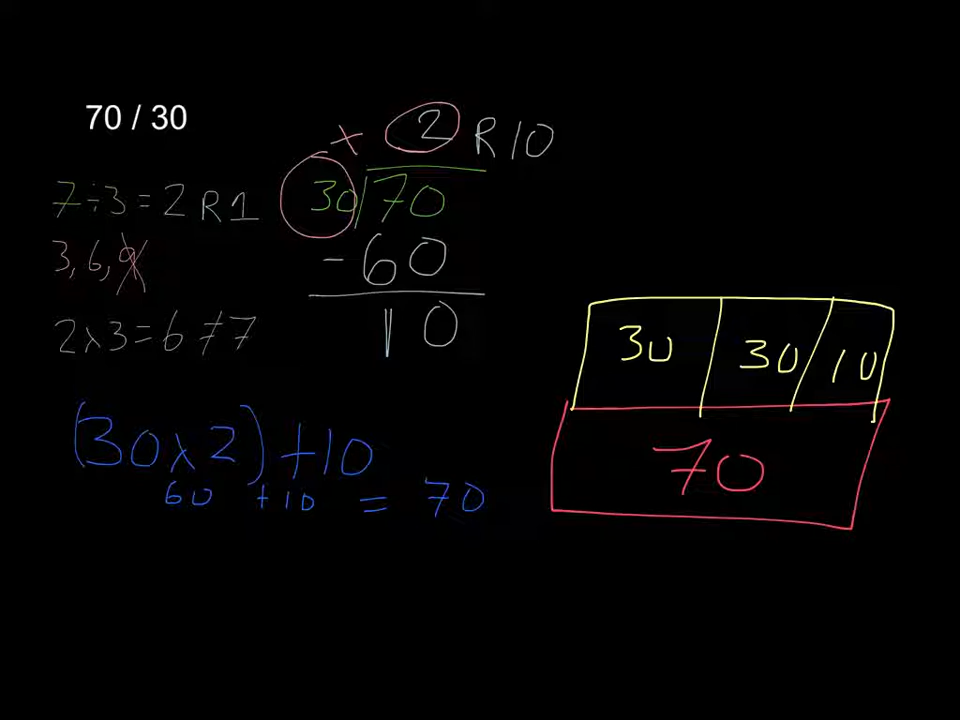 70 / 30
× 2 R10
30 70
7÷3 = 2 R 1
- 60
3, 6, 9
10
2x3 = 6 ≠ 7
30 30 10
(30x2) +10
60 +10 = 70
70